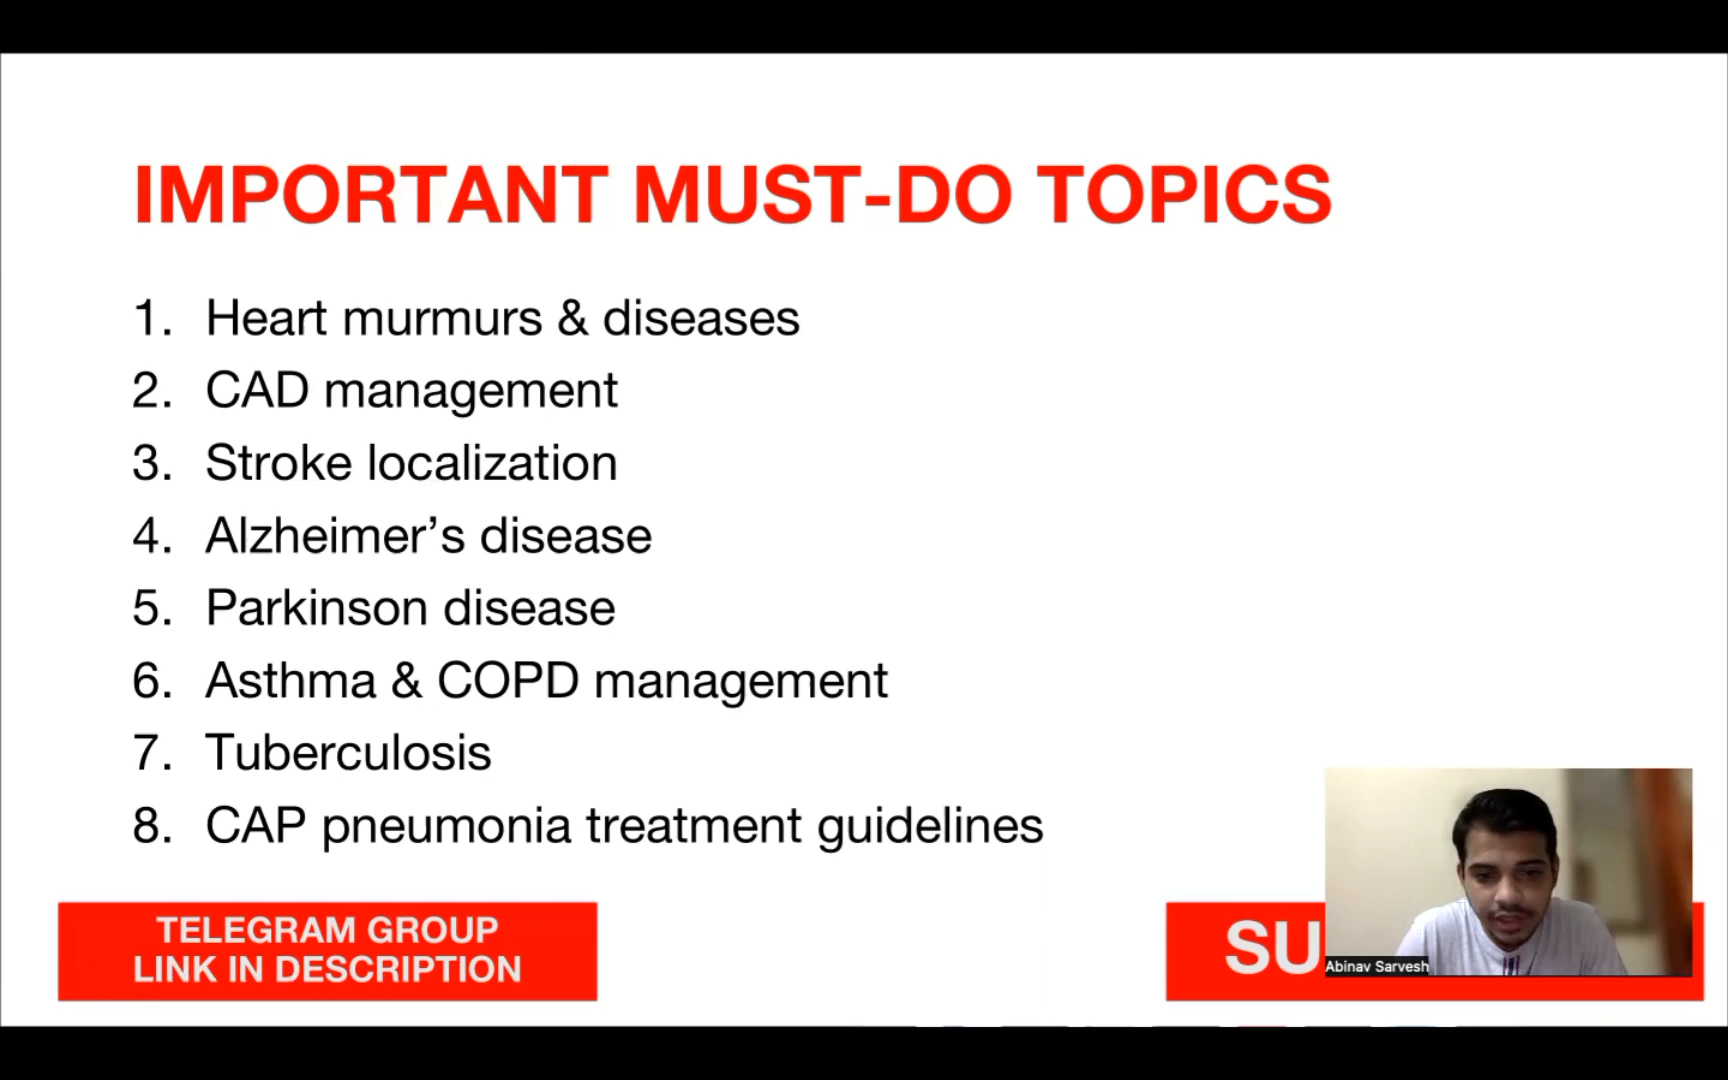 IMPORTANT MUST-DO TOPICS
1. Heart murmurs & diseases
2. CAD management
3. Stroke localization
4. Alzheimer’s disease
5. Parkinson disease
6. Asthma & COPD management
7. Tuberculosis
8. CAP pneumonia treatment guidelines
TELEGRAM GROUP
LINK IN DESCRIPTION
SU
Abinav Sarvesh